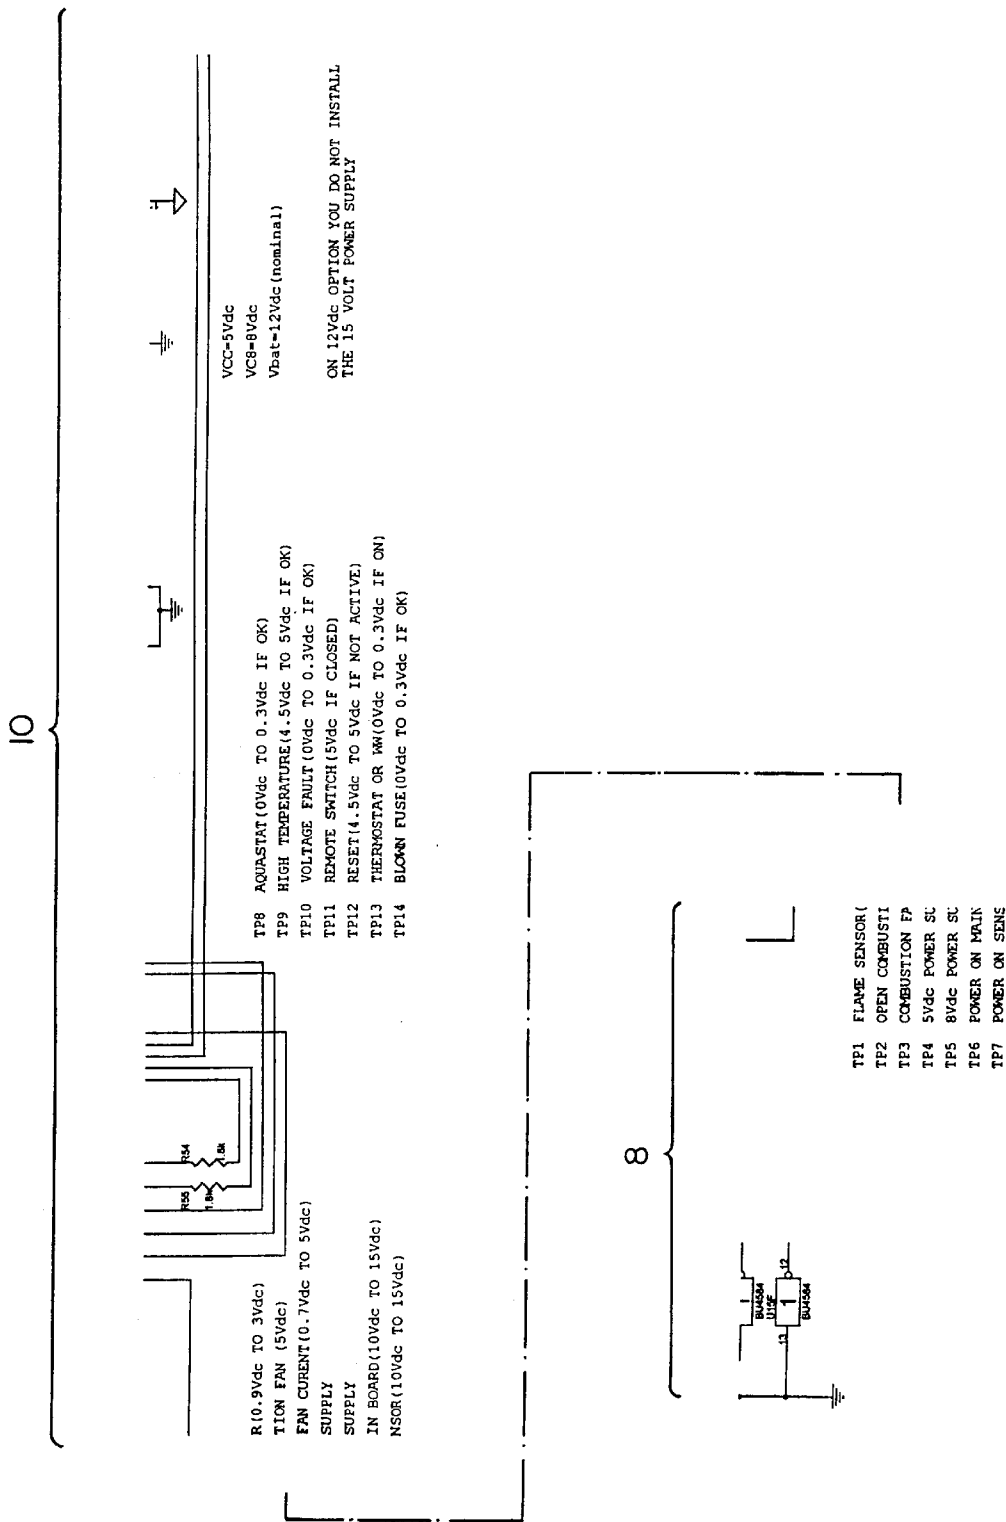 10
VCC=5Vdc
VC8=8Vdc
Vbat=12Vdc(nominal)
ON 12Vdc OPTION YOU DO NOT INSTALL
THE 15 VOLT POWER SUPPLY
TP8 AQUASTAT(0Vdc TO 0.3Vdc IF OK)
TP9 HIGH TEMPERATURE(4.5Vdc TO 5Vdc IF OK)
TP10 VOLTAGE FAULT(0Vdc TO 0.3Vdc IF OK)
TP11 REMOTE SWITCH(5Vdc IF CLOSED)
TP12 RESET(4.5Vdc TO 5Vdc IF NOT ACTIVE)
TP13 THERMOSTAT OR WW(0Vdc TO 0.3Vdc IF ON)
TP14 BLOWN FUSE(0Vdc TO 0.3Vdc IF OK)
R54
1.8k
R55
1.8k
R(0.9Vdc TO 3Vdc)
TION FAN (5Vdc)
FAN CURENT(0.7Vdc TO 5Vdc)
SUPPLY
SUPPLY
IN BOARD(10Vdc TO 15Vdc)
NSOR(10Vdc TO 15Vdc)
8
BU4584
U15F
13
1
12
BU4584
TP1 FLAME SENSOR(
TP2 OPEN COMBUSTI
TP3 COMBUSTION FA
TP4 5Vdc POWER SU
TP5 8Vdc POWER SU
TP6 POWER ON MAIN
TP7 POWER ON SENS